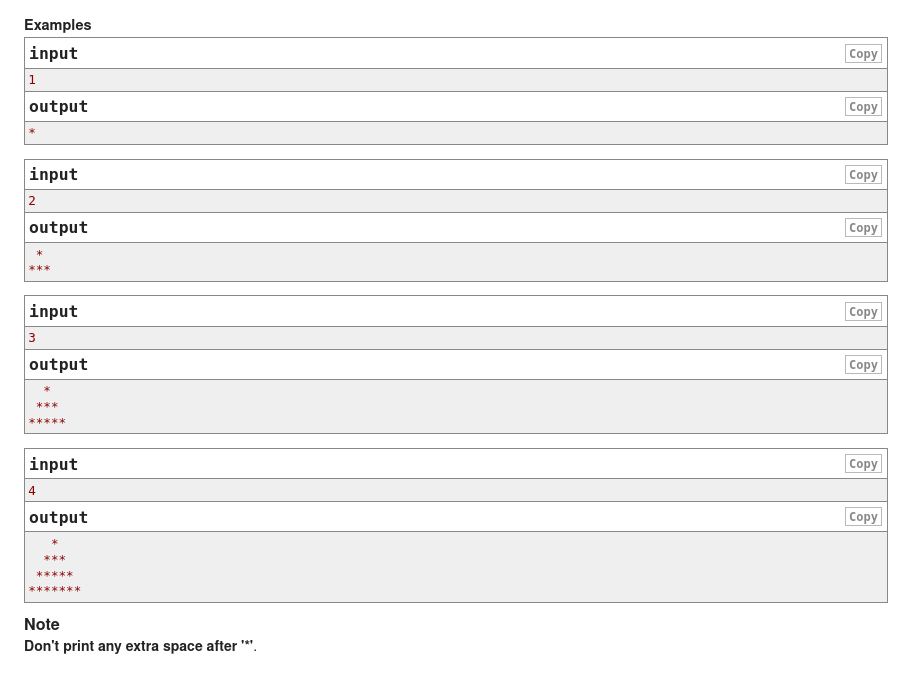 Examples
input
Copy
1
output
Copy
*
input
Copy
2
output
Copy
 *
***
input
Copy
3
output
Copy
  *
 ***
*****
input
Copy
4
output
Copy
   *
  ***
 *****
*******
Note
Don't print any extra space after '*'.